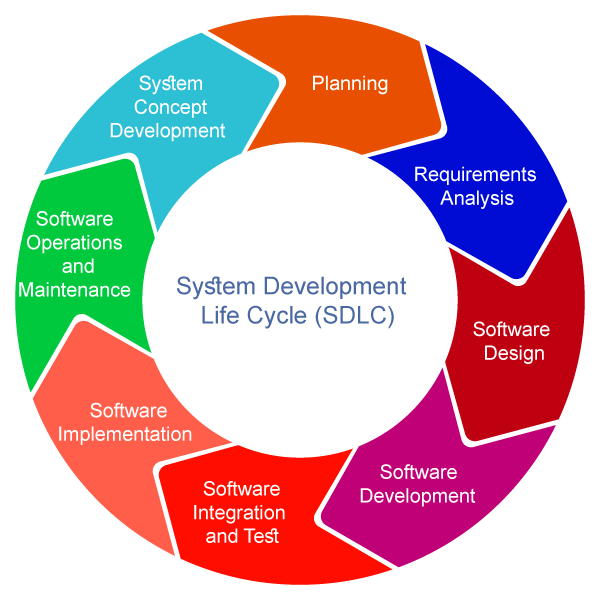 System
Concept
Development
Planning
Requirements
Analysis
Software
Design
Software
Development
Software
Integration
and Test
Software
Implementation
Software
Operations
and
Maintenance
System Development
Life Cycle (SDLC)